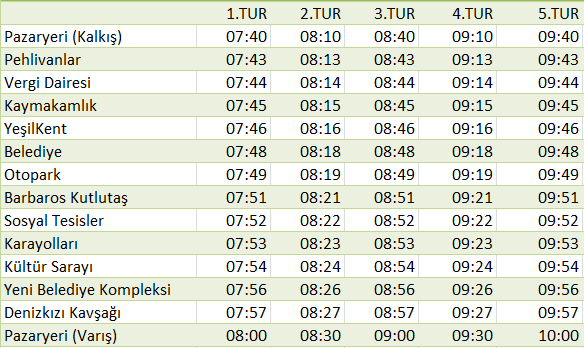 1.TUR 2.TUR 3.TUR 4.TUR 5.TUR
Pazaryeri (Kalkış) 07:40 08:10 08:40 09:10 09:40
Pehlivanlar 07:43 08:13 08:43 09:13 09:43
Vergi Dairesi 07:44 08:14 08:44 09:14 09:44
Kaymakamlık 07:45 08:15 08:45 09:15 09:45
YeşilKent 07:46 08:16 08:46 09:16 09:46
Belediye 07:48 08:18 08:48 09:18 09:48
Otopark 07:49 08:19 08:49 09:19 09:49
Barbaros Kutlutaş 07:51 08:21 08:51 09:21 09:51
Sosyal Tesisler 07:52 08:22 08:52 09:22 09:52
Karayolları 07:53 08:23 08:53 09:23 09:53
Kültür Sarayı 07:54 08:24 08:54 09:24 09:54
Yeni Belediye Kompleksi 07:56 08:26 08:56 09:26 09:56
Denizkızı Kavşağı 07:57 08:27 08:57 09:27 09:57
Pazaryeri (Varış) 08:00 08:30 09:00 09:30 10:00